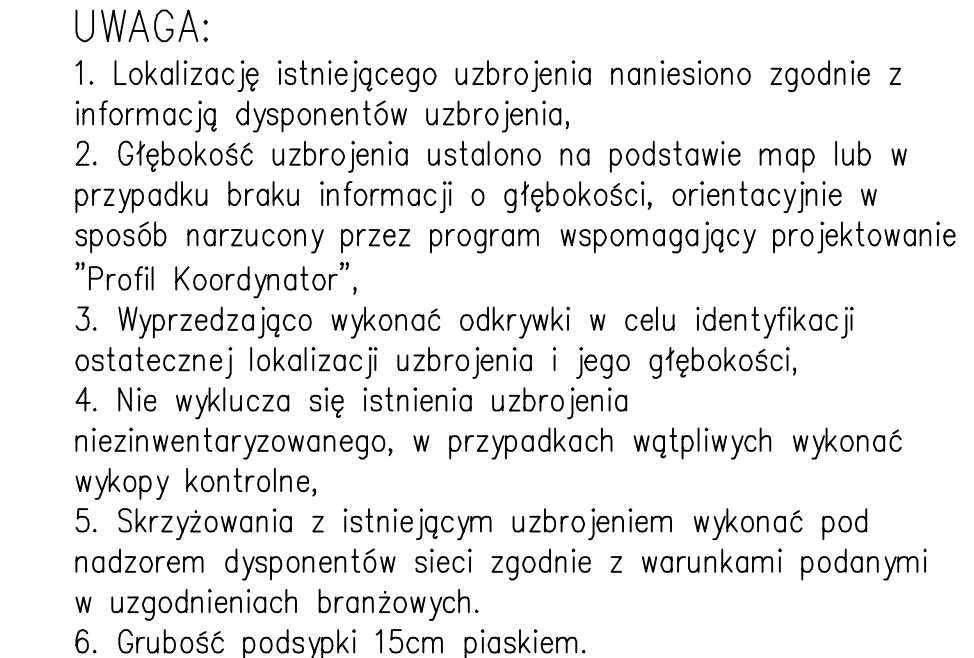 UWAGA:
1. Lokalizację istniejącego uzbrojenia naniesiono zgodnie z
informacją dysponentów uzbrojenia,
2. Głębokość uzbrojenia ustalono na podstawie map lub w
przypadku braku informacji o głębokości, orientacyjnie w
sposób narzucony przez program wspomagający projektowanie
"Profil Koordynator",
3. Wyprzedzająco wykonać odkrywki w celu identyfikacji
ostatecznej lokalizacji uzbrojenia i jego głębokości,
4. Nie wyklucza się istnienia uzbrojenia
niezinwentaryzowanego, w przypadkach wątpliwych wykonać
wykopy kontrolne,
5. Skrzyżowania z istniejącym uzbrojeniem wykonać pod
nadzorem dysponentów sieci zgodnie z warunkami podanymi
w uzgodnieniach branżowych.
6. Grubość podsypki 15cm piaskiem.